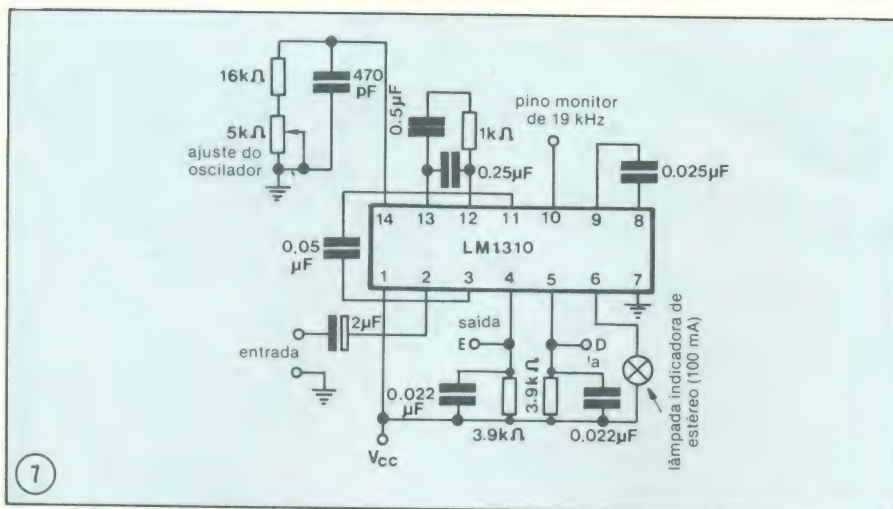 16kΩ
470
pF
5kΩ
ajuste do
oscilador
0.5µF
1kΩ
0.25µF
pino monitor
de 19 kHz
0.025µF
14 13 12 11 10 9 8
LM1310
1 2 3 4 5 6 7
0,05
µF
entrada
2µF
saida
E
D
0.022
µF
3.9kΩ
3.9kΩ
0.022µF
lâmpada indicadora de
estéreo (100 mA)
Vcc
7